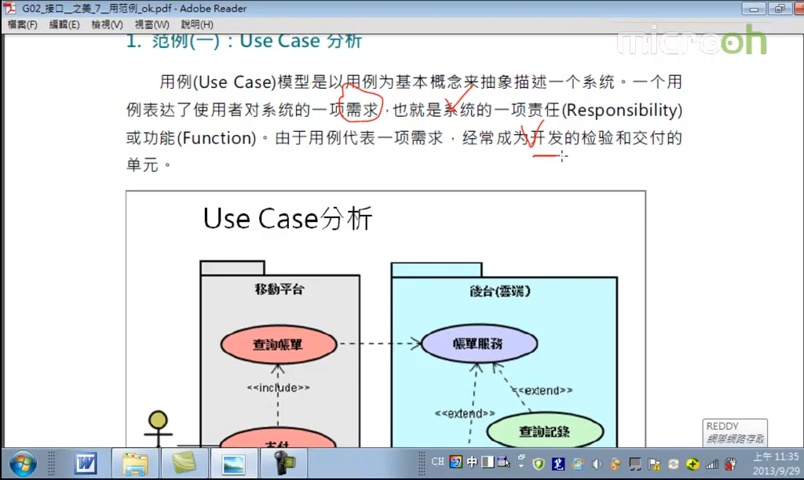 G02_接口__之美_7__用范例_ok.pdf - Adobe Reader
檔案(F) 編輯(E) 檢視(V) 視窗(W) 說明(H)
microoh
1. 范例(一)：Use Case 分析
用例(Use Case)模型是以用例为基本概念来抽象描述一个系统。一个用
例表达了使用者对系统的一项需求，也就是系统的一项责任(Responsibility)
或功能(Function)。由于用例代表一项需求，经常成为开发的检验和交付的
单元。
Use Case分析
移動平台
後台(雲端)
查詢帳單
帳單服務
<<include>>
<<extend>>
<<extend>>
查詢記錄
支付
REDDY
網際網路存取
CH
中
上午 11:35
2013/9/29